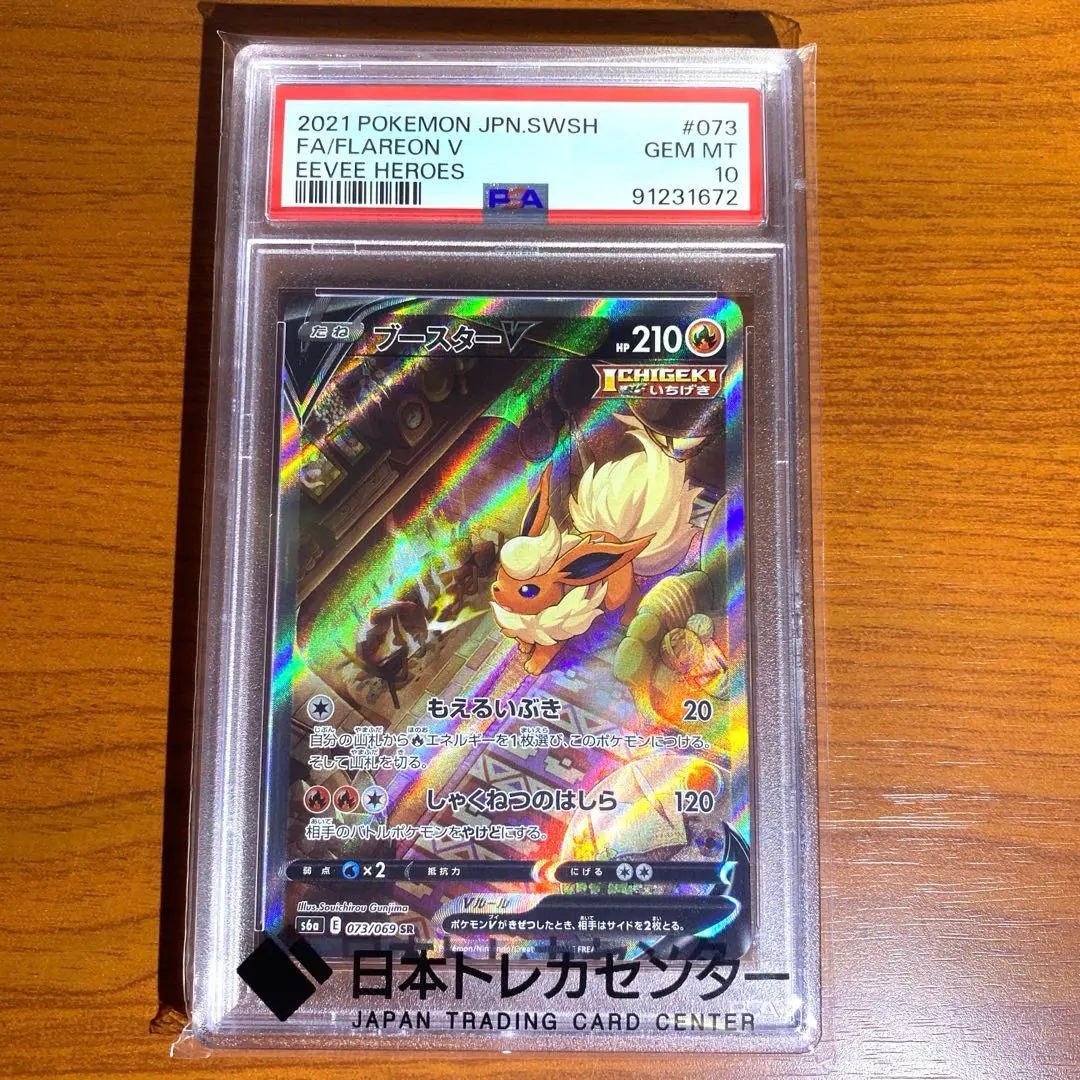 2021 POKEMON JPN.SWSH #073
FA/FLAREON V GEM MT
EEVEE HEROES 10
PSA 91231672
たね ブースターV HP 210
ICHIGEKI
いちげき
もえるいぶき 20
自分の山札から エネルギーを1枚選び、このポケモンにつける。
そして山札を切る。
しゃくねつのはしら 120
相手のバトルポケモンをやけどにする。
弱点 ×2 抵抗力 にげる
Illus.Souichirou Gunjima Vルール
s6a E 073/069 SR ポケモンVがきぜつしたとき、相手はサイドを2枚とる。
日本トレカセンター
JAPAN TRADING CARD CENTER